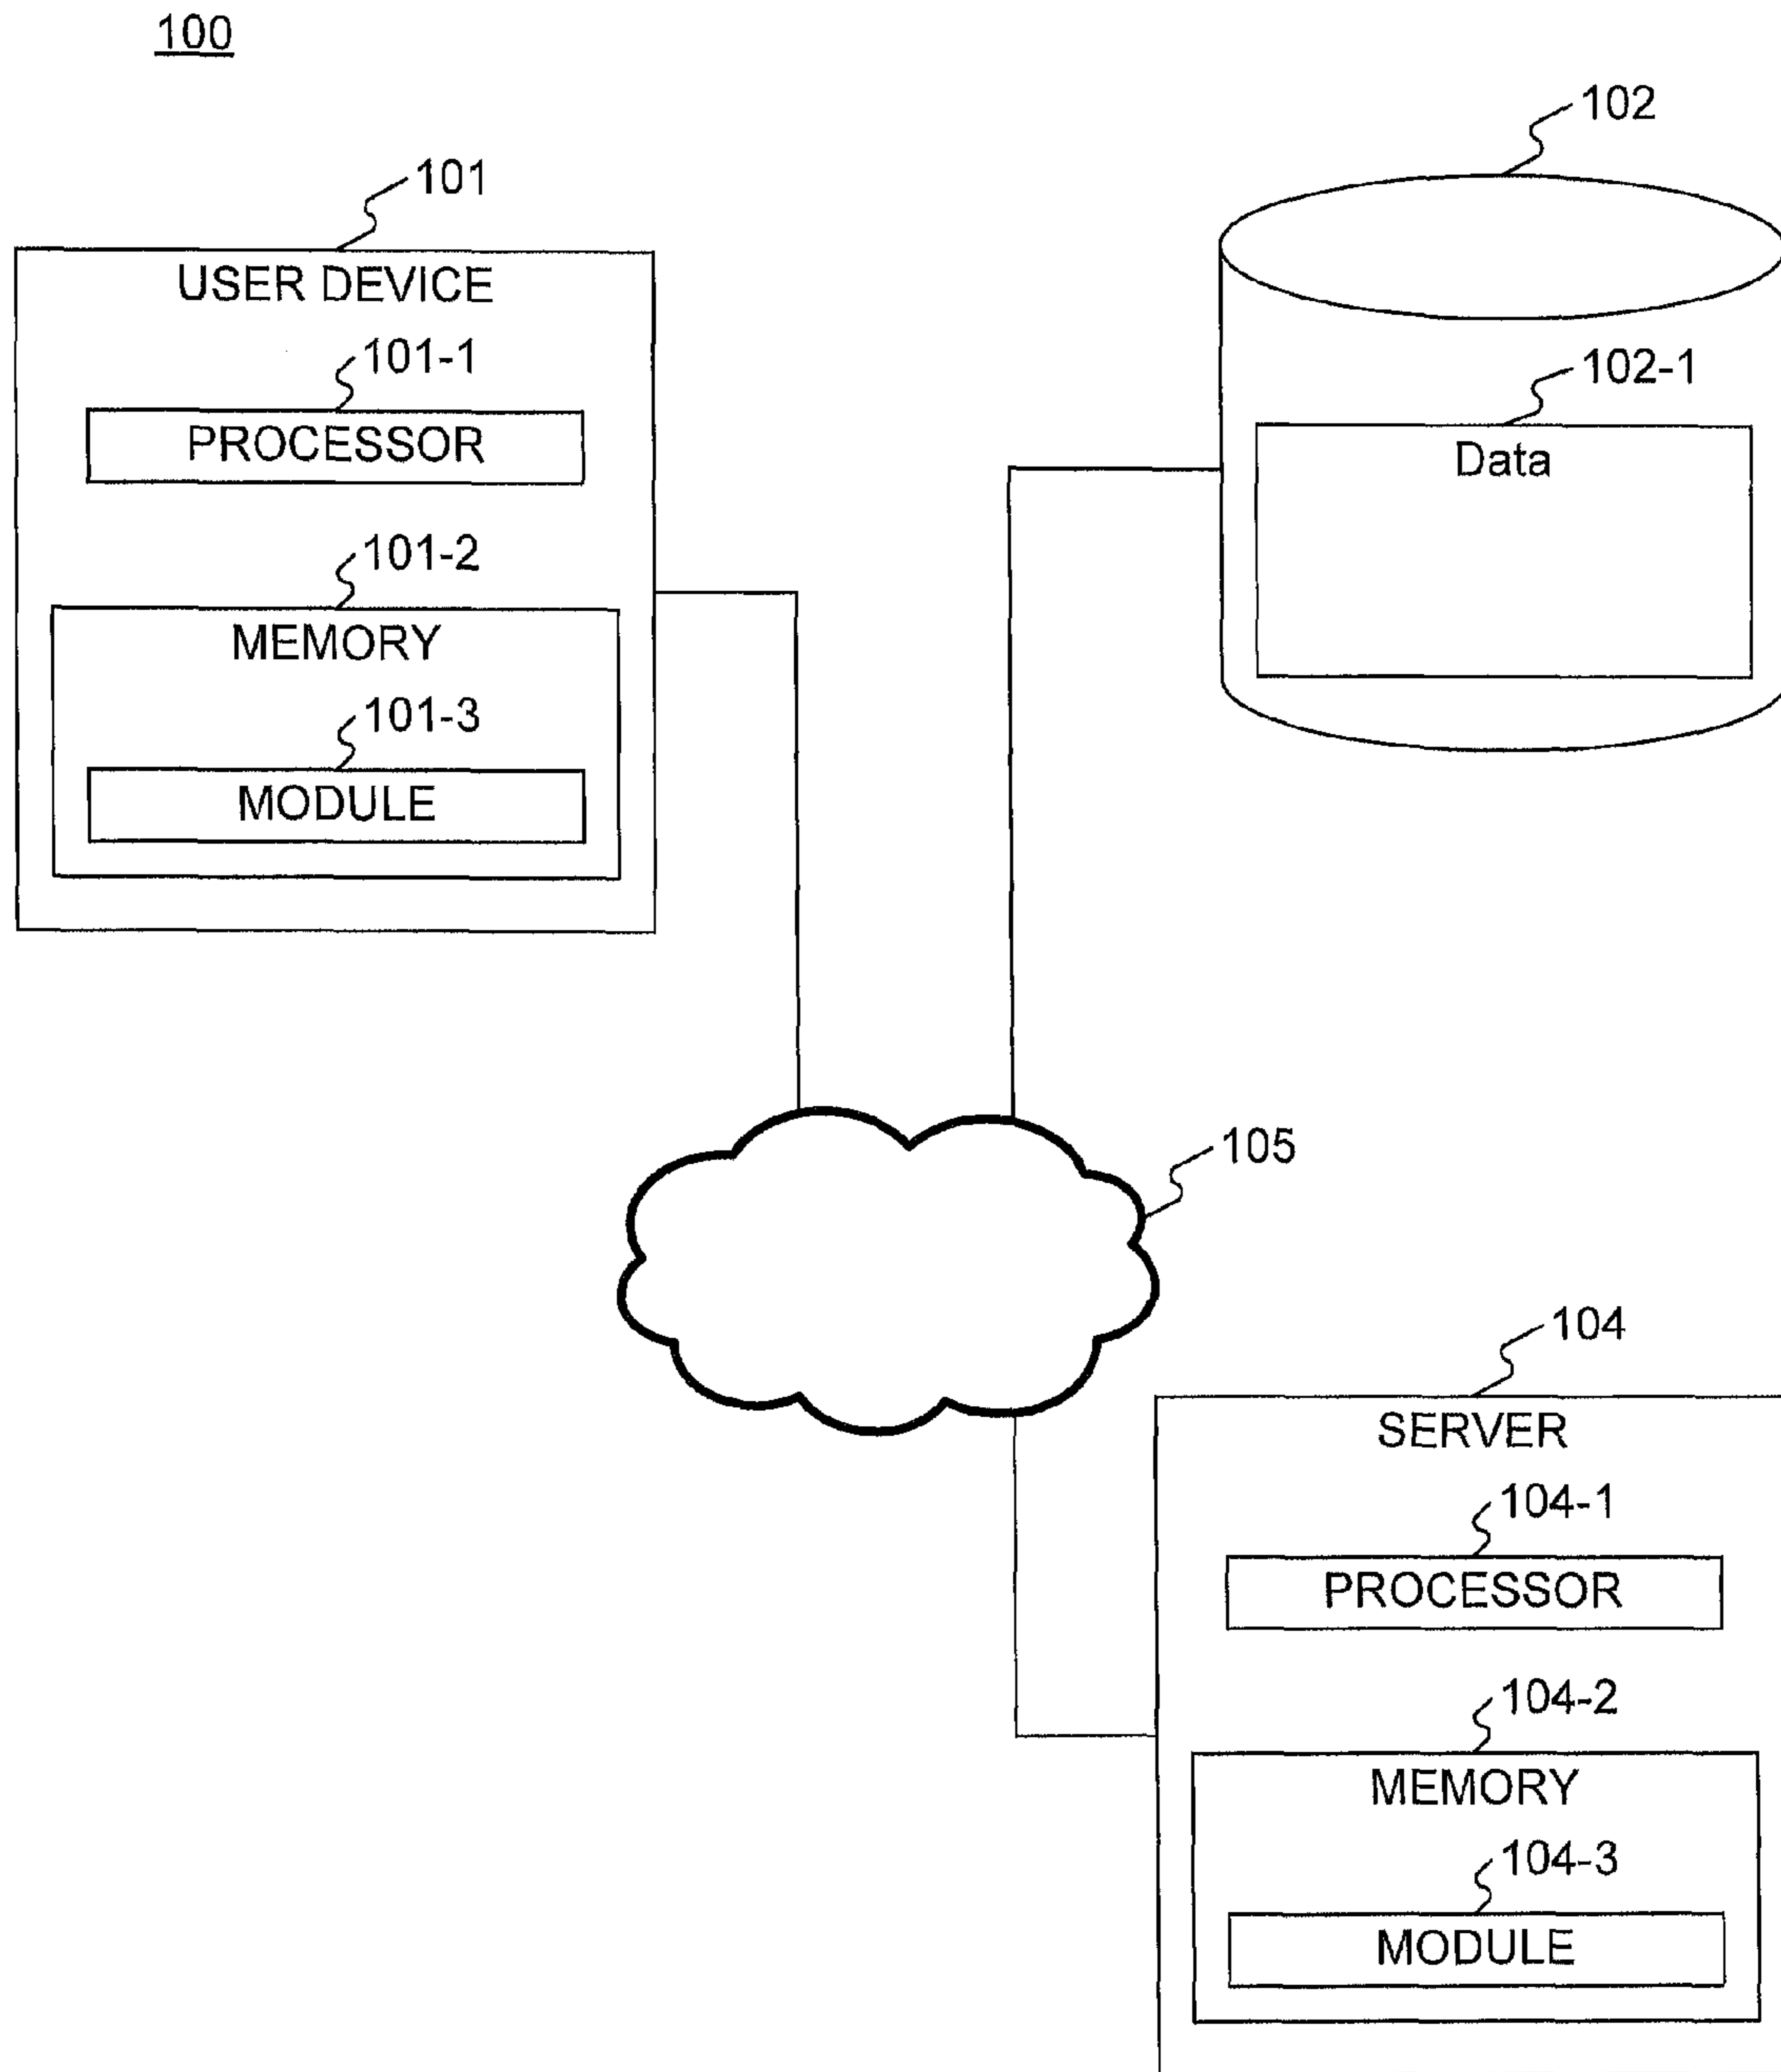 100
101
USER DEVICE
101-1
PROCESSOR
101-2
MEMORY
101-3
MODULE
102
102-1
Data
105
104
SERVER
104-1
PROCESSOR
104-2
MEMORY
104-3
MODULE